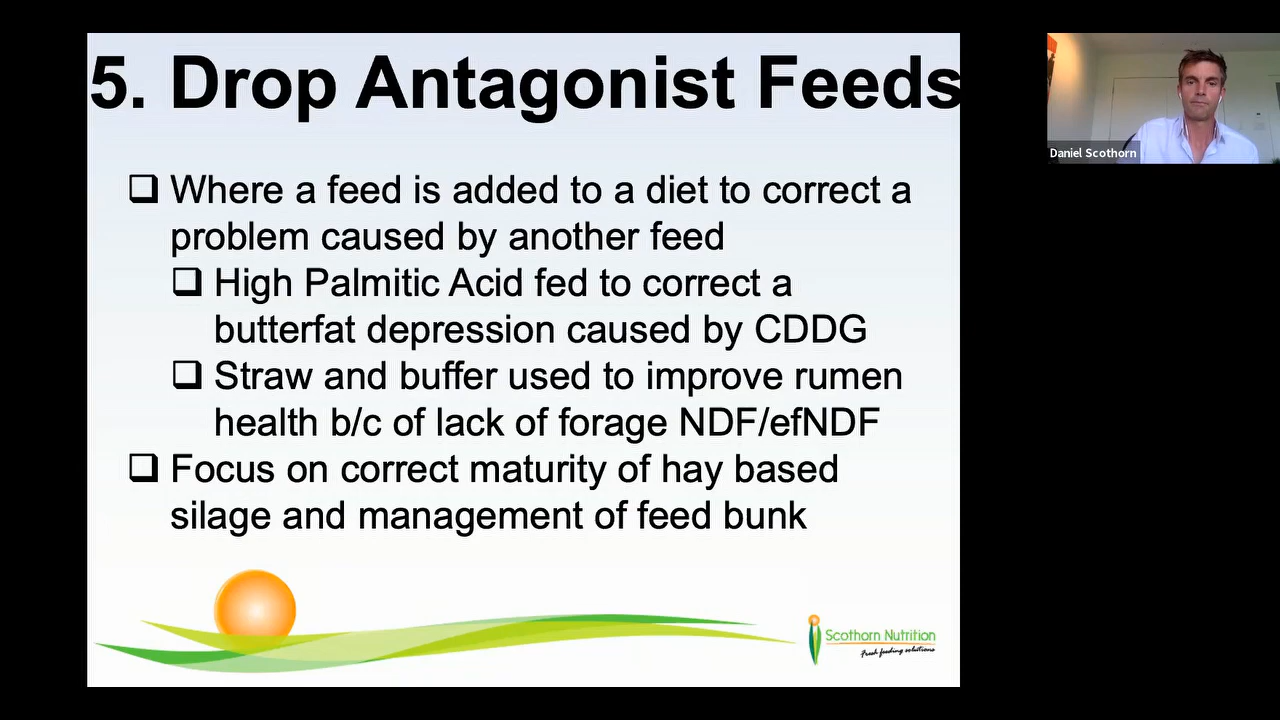 5. Drop Antagonist Feeds
Where a feed is added to a diet to correct a
problem caused by another feed
High Palmitic Acid fed to correct a
butterfat depression caused by CDDG
Straw and buffer used to improve rumen
health b/c of lack of forage NDF/efNDF
Focus on correct maturity of hay based
silage and management of feed bunk
Scothorn Nutrition
Fresh feeding solutions
Daniel Scothorn